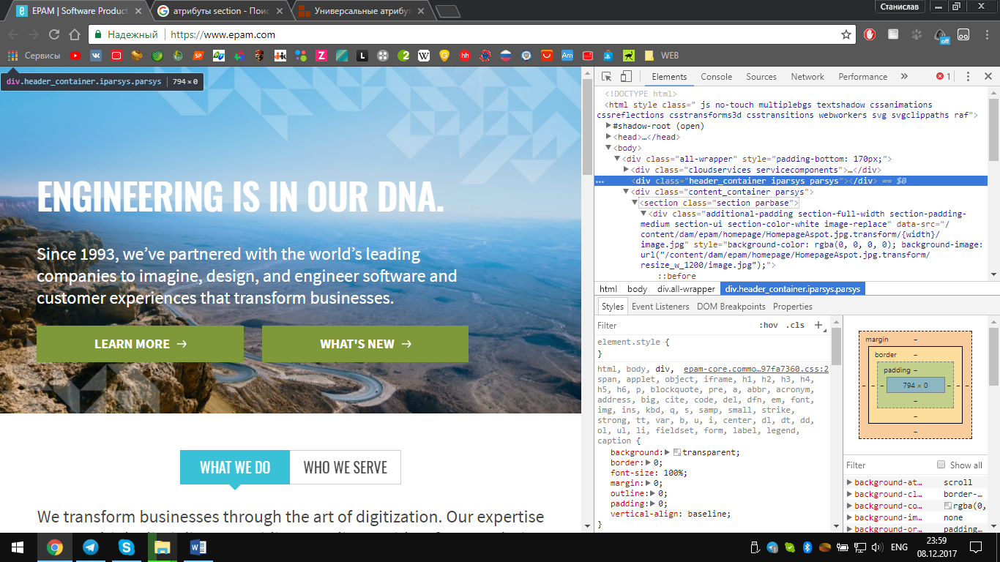 EPAM | Software Product
атрибуты section - Поис
Универсальные атрибут
Станислав
Надежный
https://www.epam.com
off
Сервисы
SP
L
2
W
hh
Am
WEB
div.header_container.iparsys.parsys | 794 × 0
ENGINEERING IS IN OUR DNA.
Since 1993, we’ve partnered with the world’s leading
companies to imagine, design, and engineer software and
customer experiences that transform businesses.
LEARN MORE →
WHAT'S NEW →
WHAT WE DO
WHO WE SERVE
We transform businesses through the art of digitization. Our expertise
Elements Console Sources Network Performance » 1
<!DOCTYPE html>
<html style class=" js no-touch multiplebgs textshadow cssanimations
cssreflections csstransforms3d csstransitions webworkers svg svgclippaths raf">
#shadow-root (open)
<head>…</head>
<body>
<div class="all-wrapper" style="padding-bottom: 170px;">
<div class="cloudservices servicecomponents">…</div>
… <div class="header_container iparsys parsys"></div> == $0
<div class="content_container parsys">
<section class="section parbase">
<div class="additional-padding section-full-width section-padding-
medium section-ui section-color-white image-replace" data-src="/
content/dam/epam/homepage/HomepageAspot.jpg.transform/{width}/
image.jpg" style="background-color: rgba(0, 0, 0, 0); background-image:
url("/content/dam/epam/homepage/HomepageAspot.jpg.transform/
resize_w_1200/image.jpg");">
::before
html body div.all-wrapper div.header_container.iparsys.parsys
Styles Event Listeners DOM Breakpoints Properties
Filter :hov .cls +
element.style {
}
html, body, div, epam-core.commo…97fa7360.css:2
span, applet, object, iframe, h1, h2, h3, h4,
h5, h6, p, blockquote, pre, a, abbr, acronym,
address, big, cite, code, del, dfn, em, font,
img, ins, kbd, q, s, samp, small, strike,
strong, tt, var, b, u, i, center, dl, dt, dd,
ol, ul, li, fieldset, form, label, legend,
caption {
background: transparent;
border: 0;
font-size: 100%;
margin: 0;
outline: 0;
padding: 0;
vertical-align: baseline;
}
margin –
border –
padding –
– – – 794 × 0 – – –
–
–
–
Filter Show all
background-at… scroll
background-cl… border-…
background-co… rgba(0,
background-im… none
background-or… padding…
ENG
23:59
08.12.2017